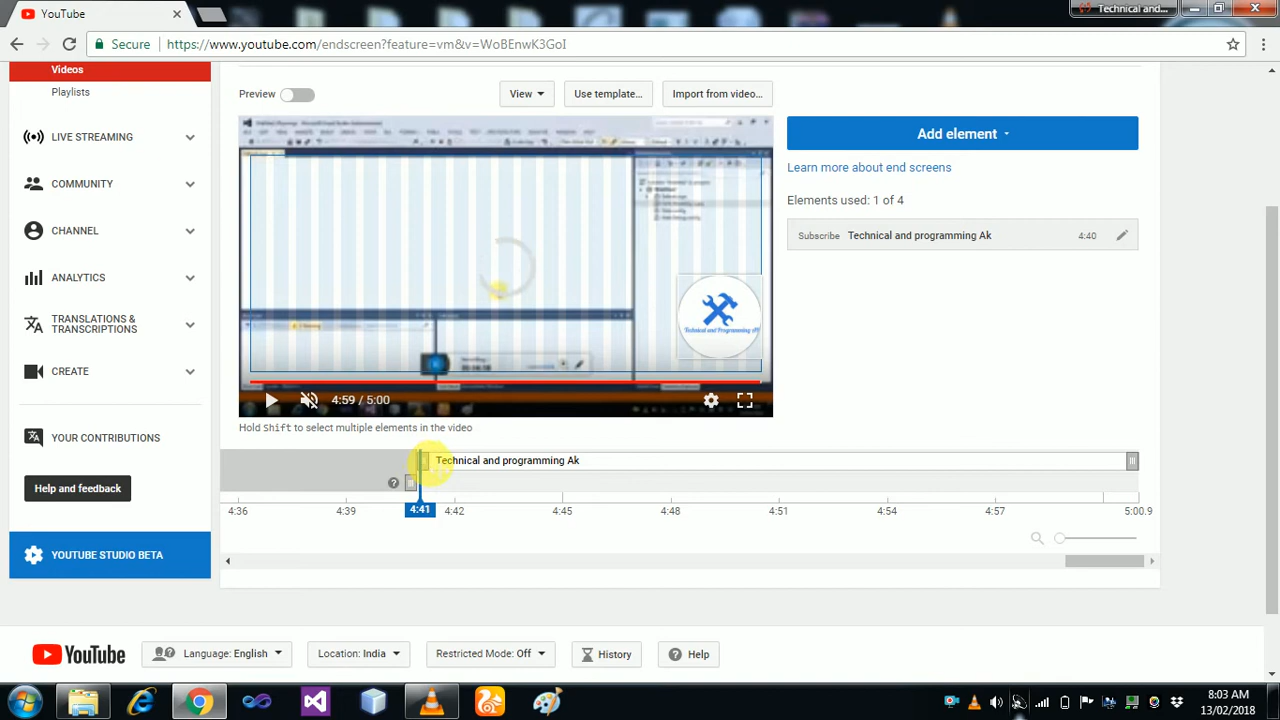 YouTube
Technical and...
Secure
https://www.youtube.com/endscreen?feature=vm&v=WoBEnwK3GoI
Videos
Playlists
LIVE STREAMING
COMMUNITY
CHANNEL
ANALYTICS
TRANSLATIONS &
TRANSCRIPTIONS
CREATE
YOUR CONTRIBUTIONS
Help and feedback
YOUTUBE STUDIO BETA
Preview
View
Use template...
Import from video...
Technical and Programming
4:59 / 5:00
Hold Shift to select multiple elements in the video
Add element
Learn more about end screens
Elements used: 1 of 4
Subscribe Technical and programming Ak 4:40
Technical and programming Ak
?
4:36 4:39 4:41 4:42 4:45 4:48 4:51 4:54 4:57 5:00.9
YouTube
Language: English
Location: India
Restricted Mode: Off
History
Help
8:03 AM
13/02/2018